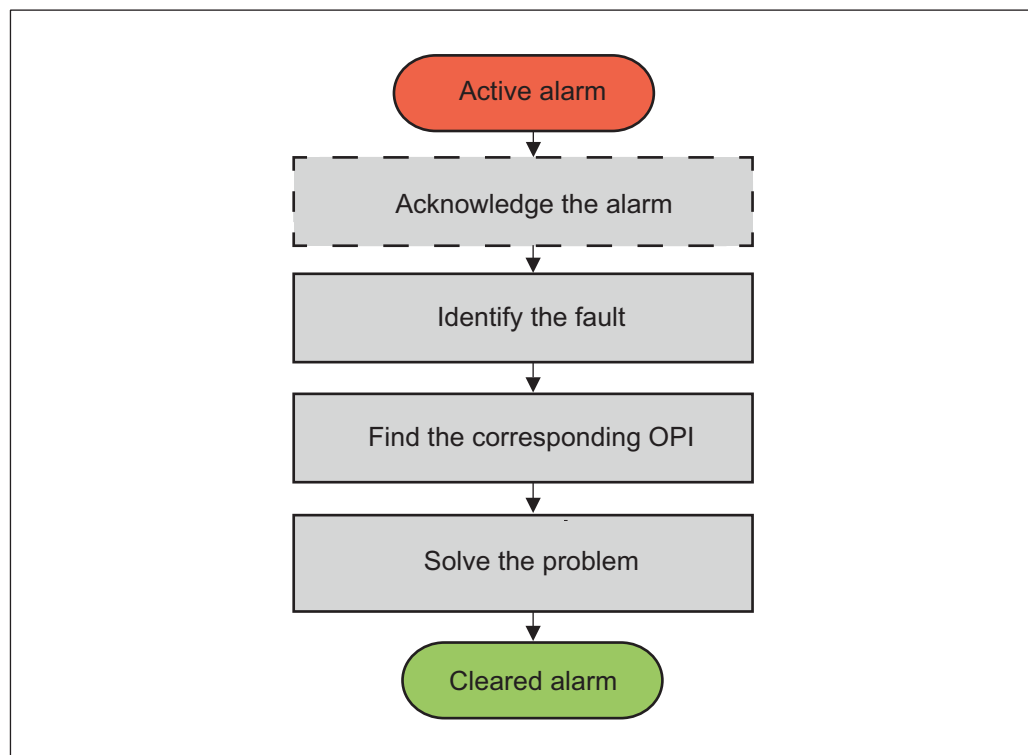 Active alarm
Acknowledge the alarm
Identify the fault
Find the corresponding OPI
Solve the problem
Cleared alarm